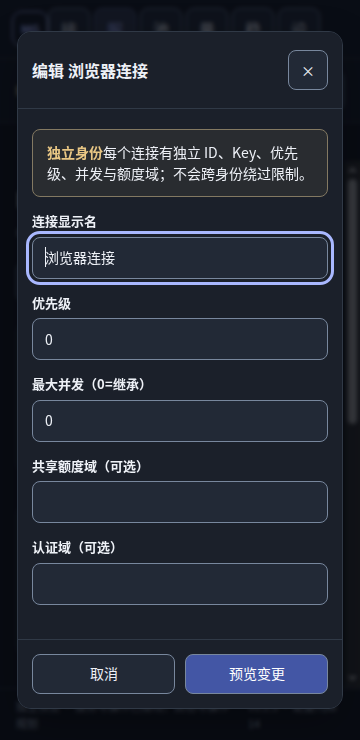 编辑 浏览器连接
×
独立身份每个连接有独立 ID、Key、优先
级、并发与额度域；不会跨身份绕过限制。
连接显示名
浏览器连接
优先级
0
最大并发（0=继承）
0
共享额度域（可选）
认证域（可选）
取消
预览变更